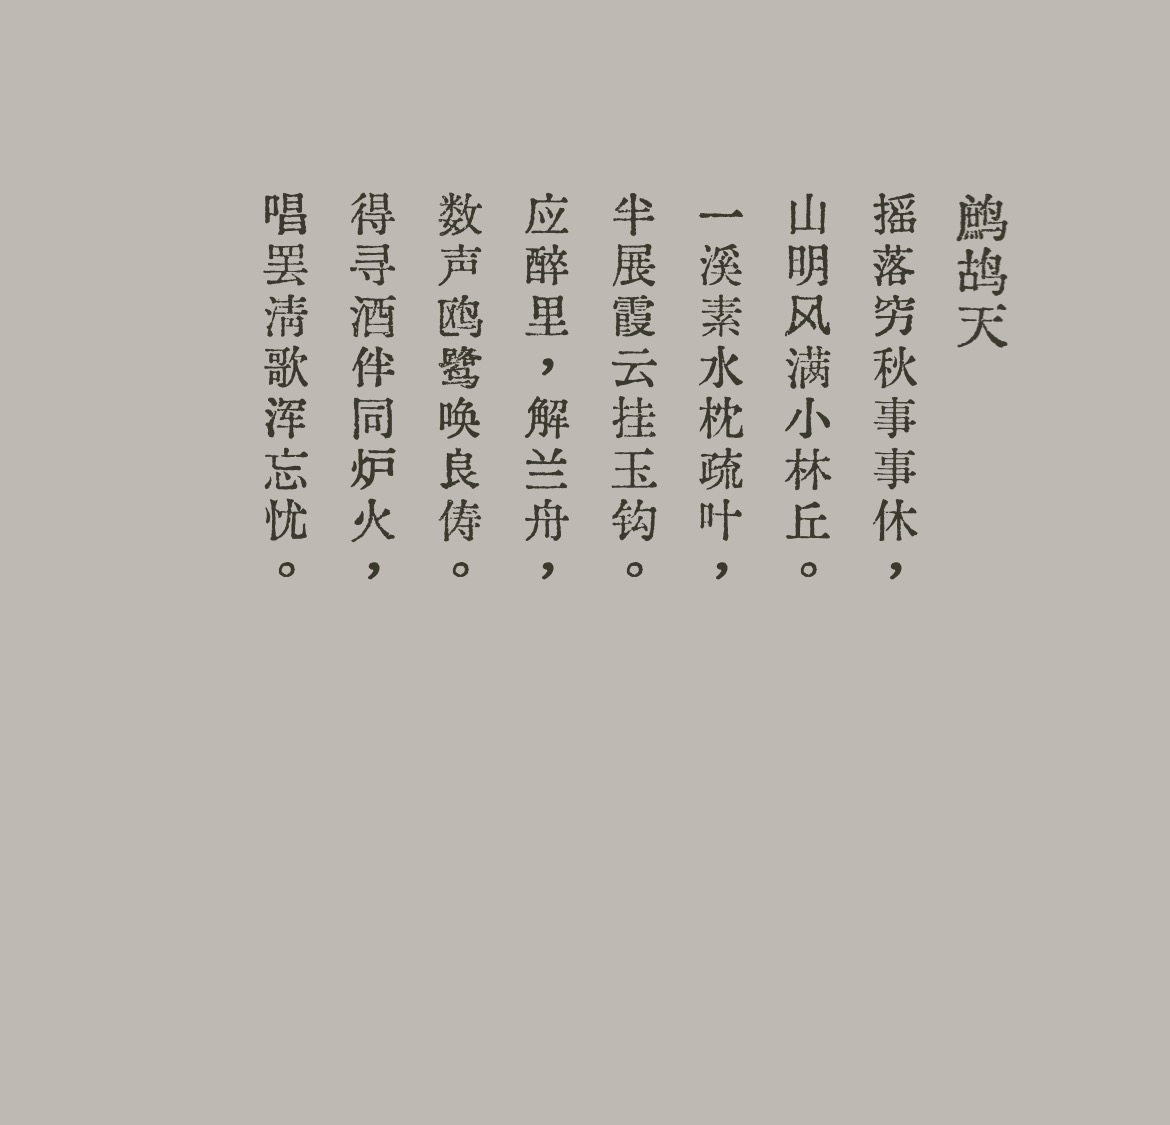 鹧鸪天
摇落穷秋事事休，
山明风满小林丘。
一溪素水枕疏叶，
半展霞云挂玉钩。
应醉里，解兰舟，
数声鸥鹭唤良俦。
得寻酒伴同炉火，
唱罢清歌浑忘忧。